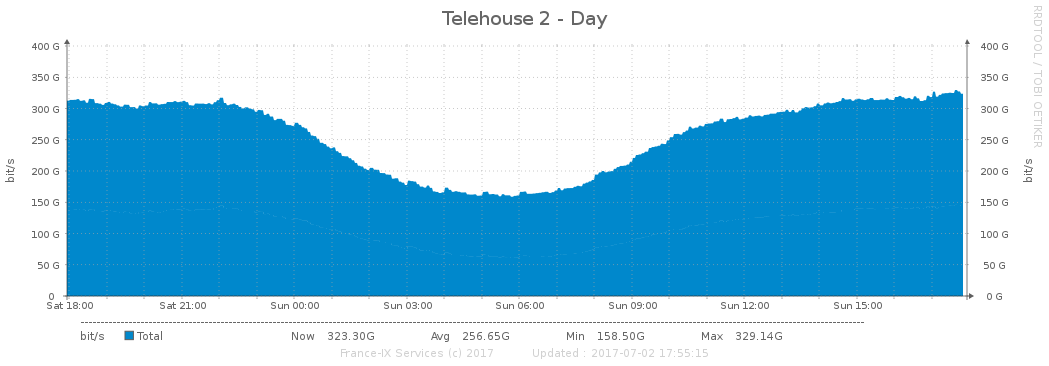 Telehouse 2 - Day
RRDTOOL / TOBI OETIKER
400 G 400 G
350 G 350 G
300 G 300 G
250 G 250 G
200 G 200 G
150 G 150 G
100 G 100 G
50 G 50 G
0 0 G
bit/s bit/s
Sat 18:00 Sat 21:00 Sun 00:00 Sun 03:00 Sun 06:00 Sun 09:00 Sun 12:00 Sun 15:00
bit/s Total Now 323.30G Avg 256.65G Min 158.50G Max 329.14G
France-IX Services (c) 2017 Updated : 2017-07-02 17:55:15